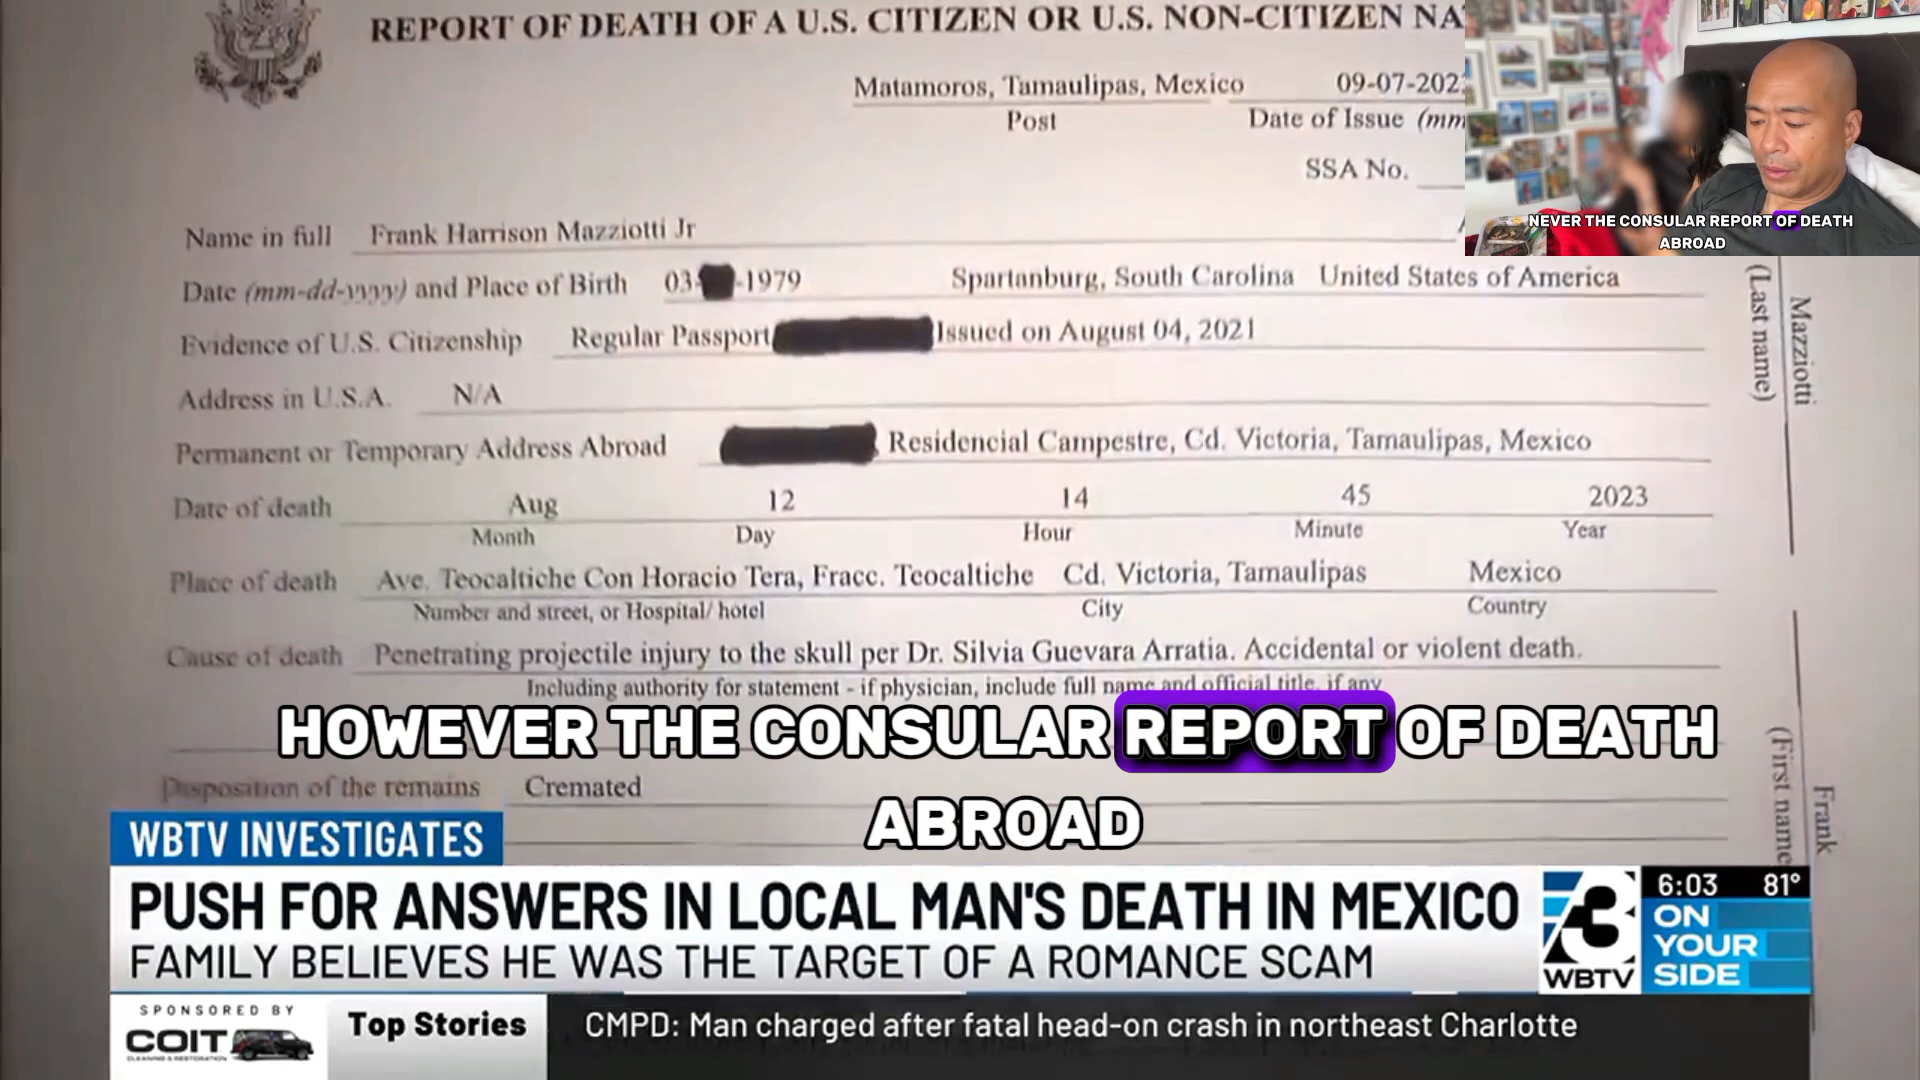 REPORT OF DEATH OF A U.S. CITIZEN OR U.S. NON-CITIZEN NA
Matamoros, Tamaulipas, Mexico 09-07-202
Post Date of Issue (mm
SSA No.
NEVER THE CONSULAR REPORT OF DEATH
ABROAD
Name in full Frank Harrison Mazziotti Jr
Date (mm-dd-yyyy) and Place of Birth 03- -1979 Spartanburg, South Carolina United States of America
Evidence of U.S. Citizenship Regular Passport Issued on August 04, 2021
Address in U.S.A. N/A
Permanent or Temporary Address Abroad Residencial Campestre, Cd. Victoria, Tamaulipas, Mexico
Date of death Aug 12 14 45 2023
Month Day Hour Minute Year
Place of death Ave. Teocaltiche Con Horacio Tera, Fracc. Teocaltiche Cd. Victoria, Tamaulipas Mexico
Number and street, or Hospital/ hotel City Country
Cause of death Penetrating projectile injury to the skull per Dr. Silvia Guevara Arratia. Accidental or violent death.
Including authority for statement - if physician, include full name and official title, if any
HOWEVER THE CONSULAR REPORT OF DEATH
ABROAD
Disposition of the remains Cremated
Mazziotti
(Last name)
Frank
(First name
WBTV INVESTIGATES
PUSH FOR ANSWERS IN LOCAL MAN'S DEATH IN MEXICO
FAMILY BELIEVES HE WAS THE TARGET OF A ROMANCE SCAM
3
WBTV
6:03 81°
ON
YOUR
SIDE
SPONSORED BY
COIT
CLEANING & RESTORATION
Top Stories
CMPD: Man charged after fatal head-on crash in northeast Charlotte